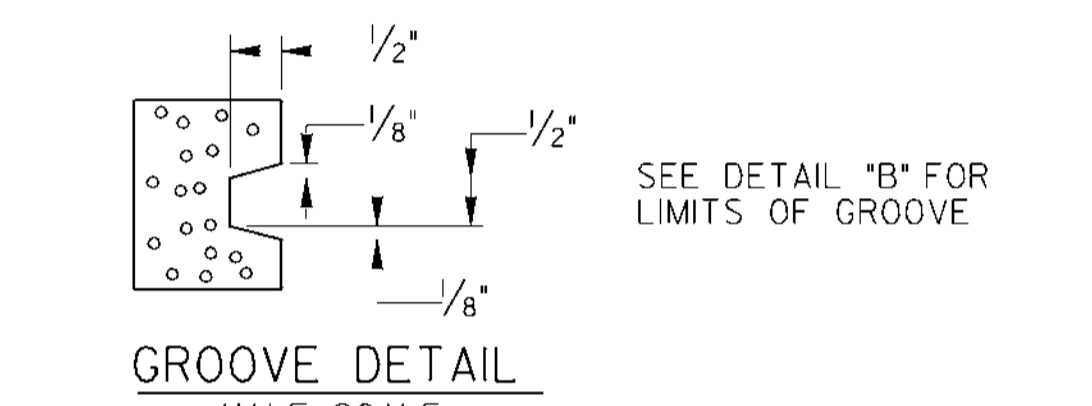 1/2"
1/8"
1/2"
SEE DETAIL "B" FOR
LIMITS OF GROOVE
1/8"
GROOVE DETAIL